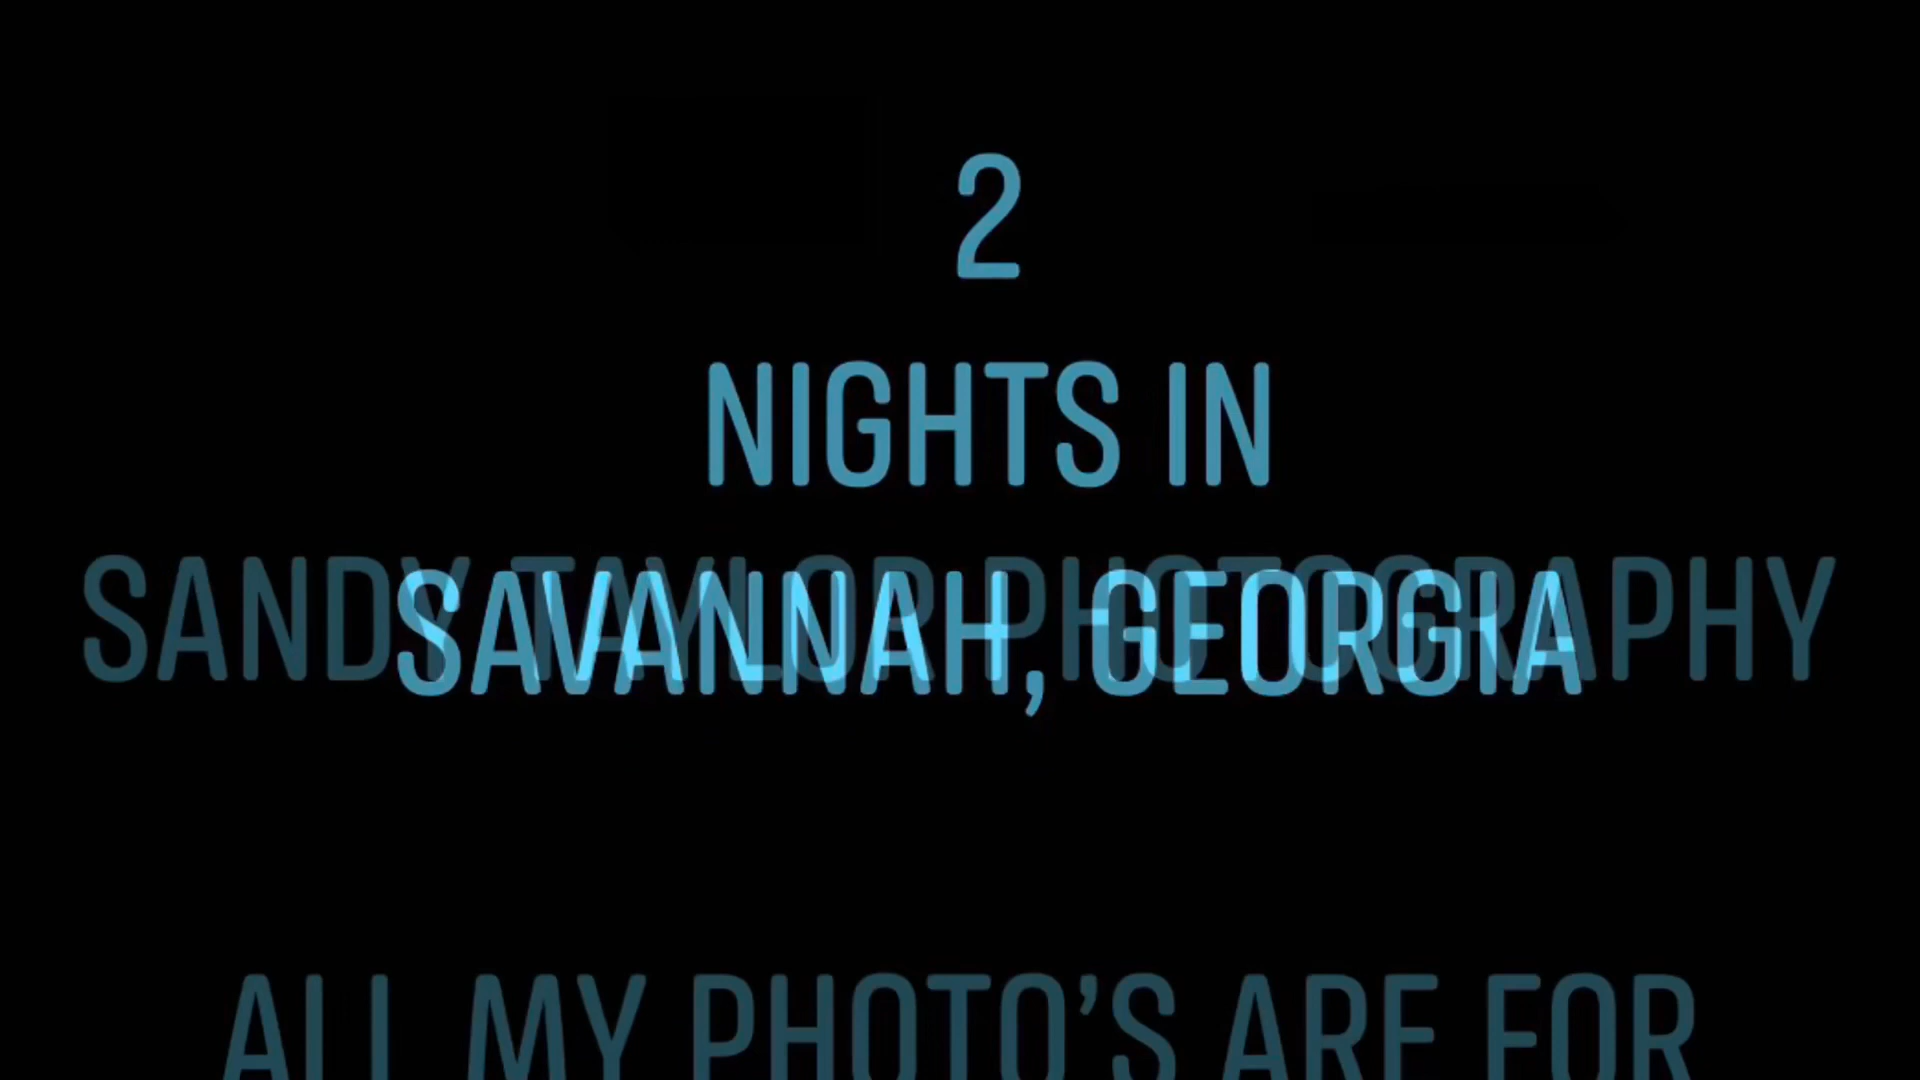 2
NIGHTS IN
SANDY TAYLOR PHOTOGRAPHY
SAVANNAH, GEORGIA
ALL MY PHOTO’S ARE FOR